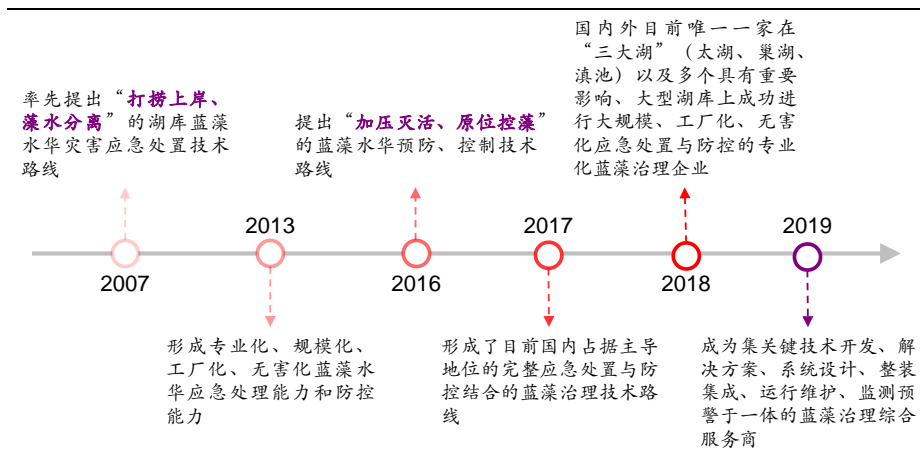 率先提出“打捞上岸、
藻水分离”的湖库蓝藻
水华灾害应急处置技术
路线
2007
2013
形成专业化、规模化、
工厂化、无害化蓝藻水
华应急处理能力和防控
能力
提出“加压灭活、原位控藻”
的蓝藻水华预防、控制技术
路线
2016
2017
形成了目前国内占据主导
地位的完整应急处置与防
控结合的蓝藻治理技术路
线
国内外目前唯一一家在
“三大湖”（太湖、巢湖、
滇池）以及多个具有重要
影响、大型湖库上成功进
行大规模、工厂化、无害
化应急处置与防控的专业
化蓝藻治理企业
2018
2019
成为集关键技术开发、解
决方案、系统设计、整装
集成、运行维护、监测预
警于一体的蓝藻治理综合
服务商